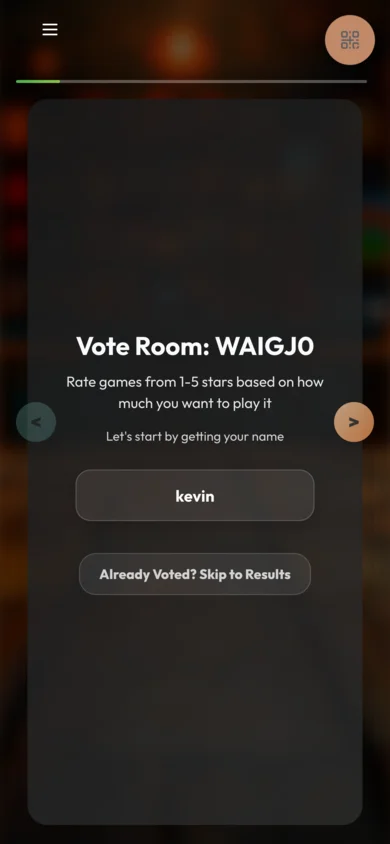 Vote Room: WAIGJ0
Rate games from 1-5 stars based on how
much you want to play it
<
>
Let's start by getting your name
kevin
Already Voted? Skip to Results